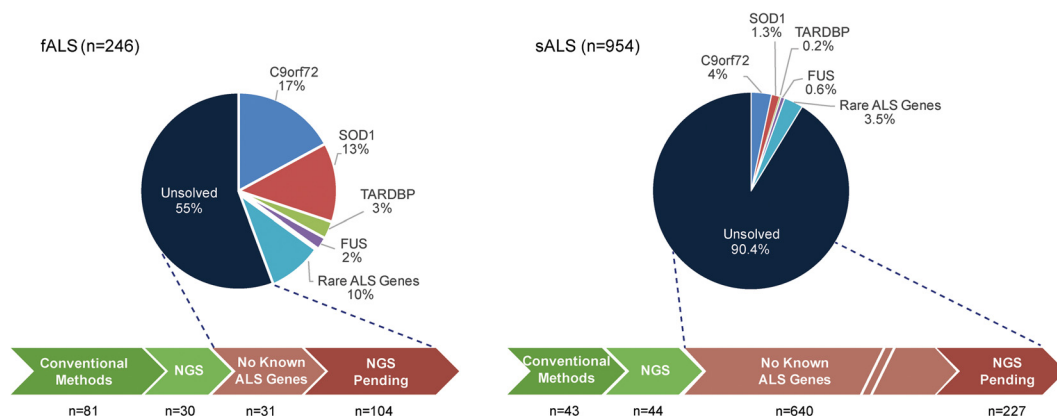 fALS (n=246)
C9orf72
17%
SOD1
13%
TARDBP
3%
FUS
2%
Rare ALS Genes
10%
Unsolved
55%
Conventional
Methods
NGS
No Known
ALS Genes
NGS
Pending
n=81
n=30
n=31
n=104
sALS (n=954)
C9orf72
4%
SOD1
1.3%
TARDBP
0.2%
FUS
0.6%
Rare ALS Genes
3.5%
Unsolved
90.4%
Conventional
Methods
NGS
No Known
ALS Genes
NGS
Pending
n=43
n=44
n=640
n=227